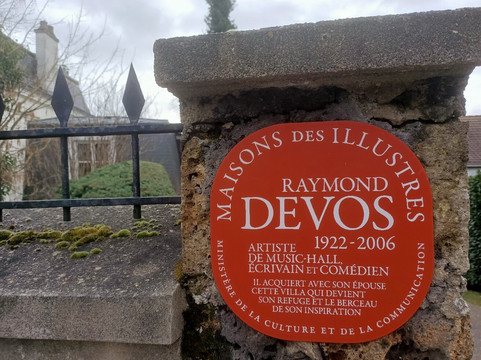 MAISONS DES ILLUSTRES
RAYMOND
DEVOS
1922 - 2006
ARTISTE
DE MUSIC-HALL,
ÉCRIVAIN ET COMÉDIEN
IL ACQUIERT AVEC SON ÉPOUSE
CETTE VILLA QUI DEVIENT
SON REFUGE ET LE BERCEAU
DE SON INSPIRATION
MINISTÈRE DE LA CULTURE ET DE LA COMMUNICATION